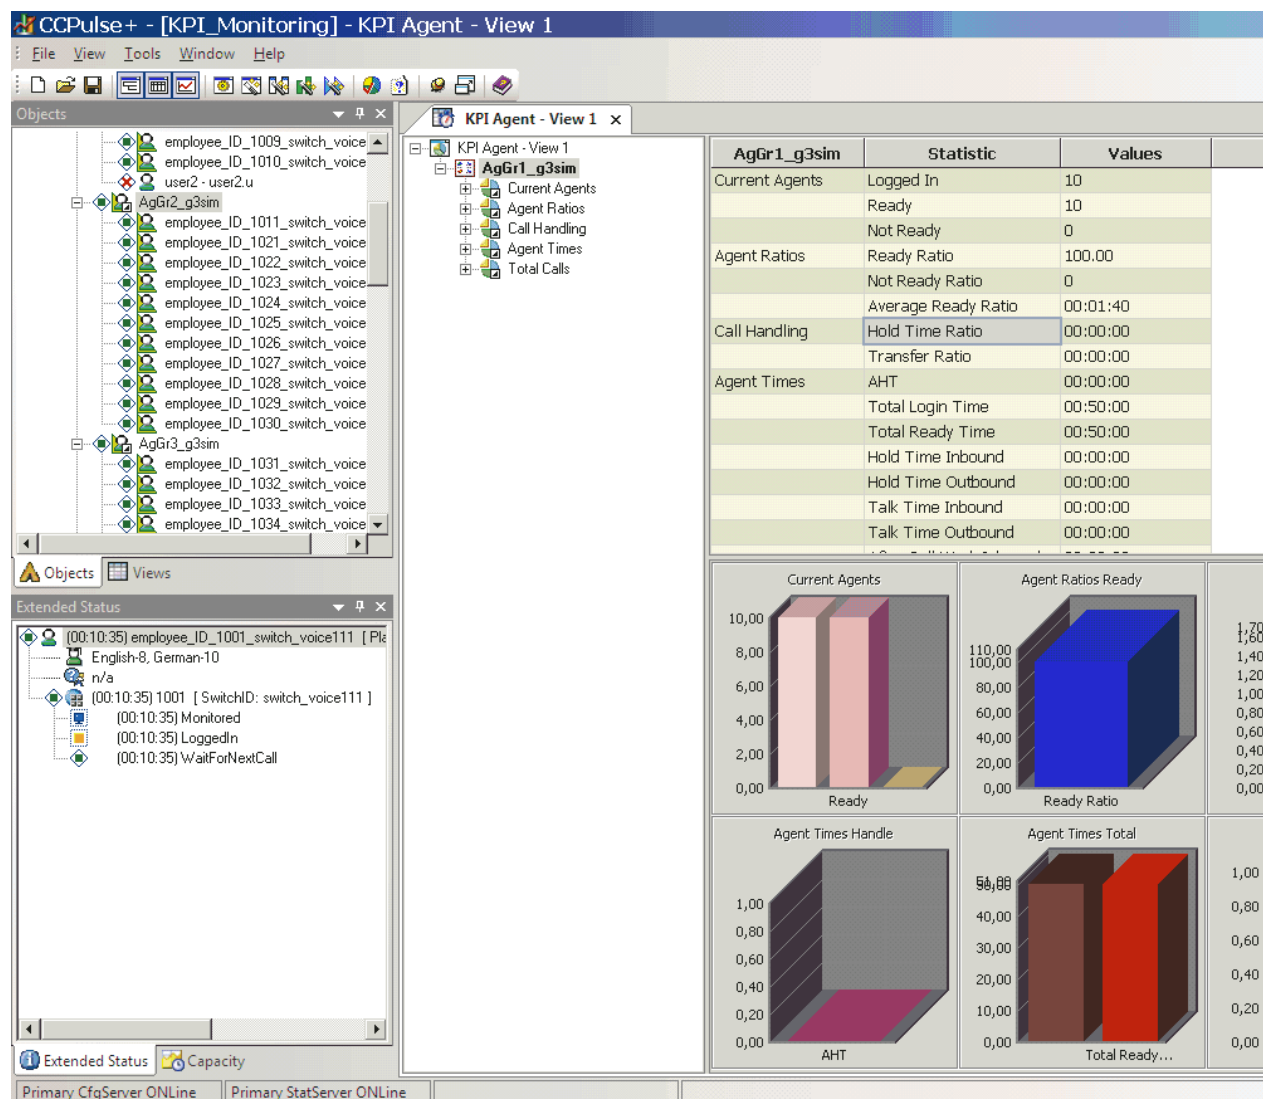 CCPulse+ - [KPI_Monitoring] - KPI Agent - View 1
File View Tools Window Help
Objects
employee_ID_1009_switch_voice
employee_ID_1010_switch_voice
user2 - user2.u
AgGr2_g3sim
employee_ID_1011_switch_voice
employee_ID_1021_switch_voice
employee_ID_1022_switch_voice
employee_ID_1023_switch_voice
employee_ID_1024_switch_voice
employee_ID_1025_switch_voice
employee_ID_1026_switch_voice
employee_ID_1027_switch_voice
employee_ID_1028_switch_voice
employee_ID_1029_switch_voice
employee_ID_1030_switch_voice
AgGr3_g3sim
employee_ID_1031_switch_voice
employee_ID_1032_switch_voice
employee_ID_1033_switch_voice
employee_ID_1034_switch_voice
Objects Views
Extended Status
(00:10:35) employee_ID_1001_switch_voice111 [ Pla
English-8, German-10
n/a
(00:10:35) 1001 [ SwitchID: switch_voice111 ]
(00:10:35) Monitored
(00:10:35) LoggedIn
(00:10:35) WaitForNextCall
Extended Status Capacity
KPI Agent - View 1
KPI Agent - View 1
AgGr1_g3sim
Current Agents
Agent Ratios
Call Handling
Agent Times
Total Calls
AgGr1_g3sim Statistic Values
Current Agents Logged In 10
Ready 10
Not Ready 0
Agent Ratios Ready Ratio 100.00
Not Ready Ratio 0
Average Ready Ratio 00:01:40
Call Handling Hold Time Ratio 00:00:00
Transfer Ratio 00:00:00
Agent Times AHT 00:00:00
Total Login Time 00:50:00
Total Ready Time 00:50:00
Hold Time Inbound 00:00:00
Hold Time Outbound 00:00:00
Talk Time Inbound 00:00:00
Talk Time Outbound 00:00:00
Current Agents
10,00
8,00
6,00
4,00
2,00
0,00
Ready
Agent Ratios Ready
110,00
100,00
80,00
60,00
40,00
20,00
0,00
Ready Ratio
1,70
1,60
1,40
1,20
1,00
0,80
0,60
0,40
0,20
0,00
Agent Times Handle
1,00
0,80
0,60
0,40
0,20
0,00
AHT
Agent Times Total
40,00
30,00
20,00
10,00
0,00
Total Ready...
1,00
0,80
0,60
0,40
0,20
0,00
Primary CfgServer ONLine Primary StatServer ONLine